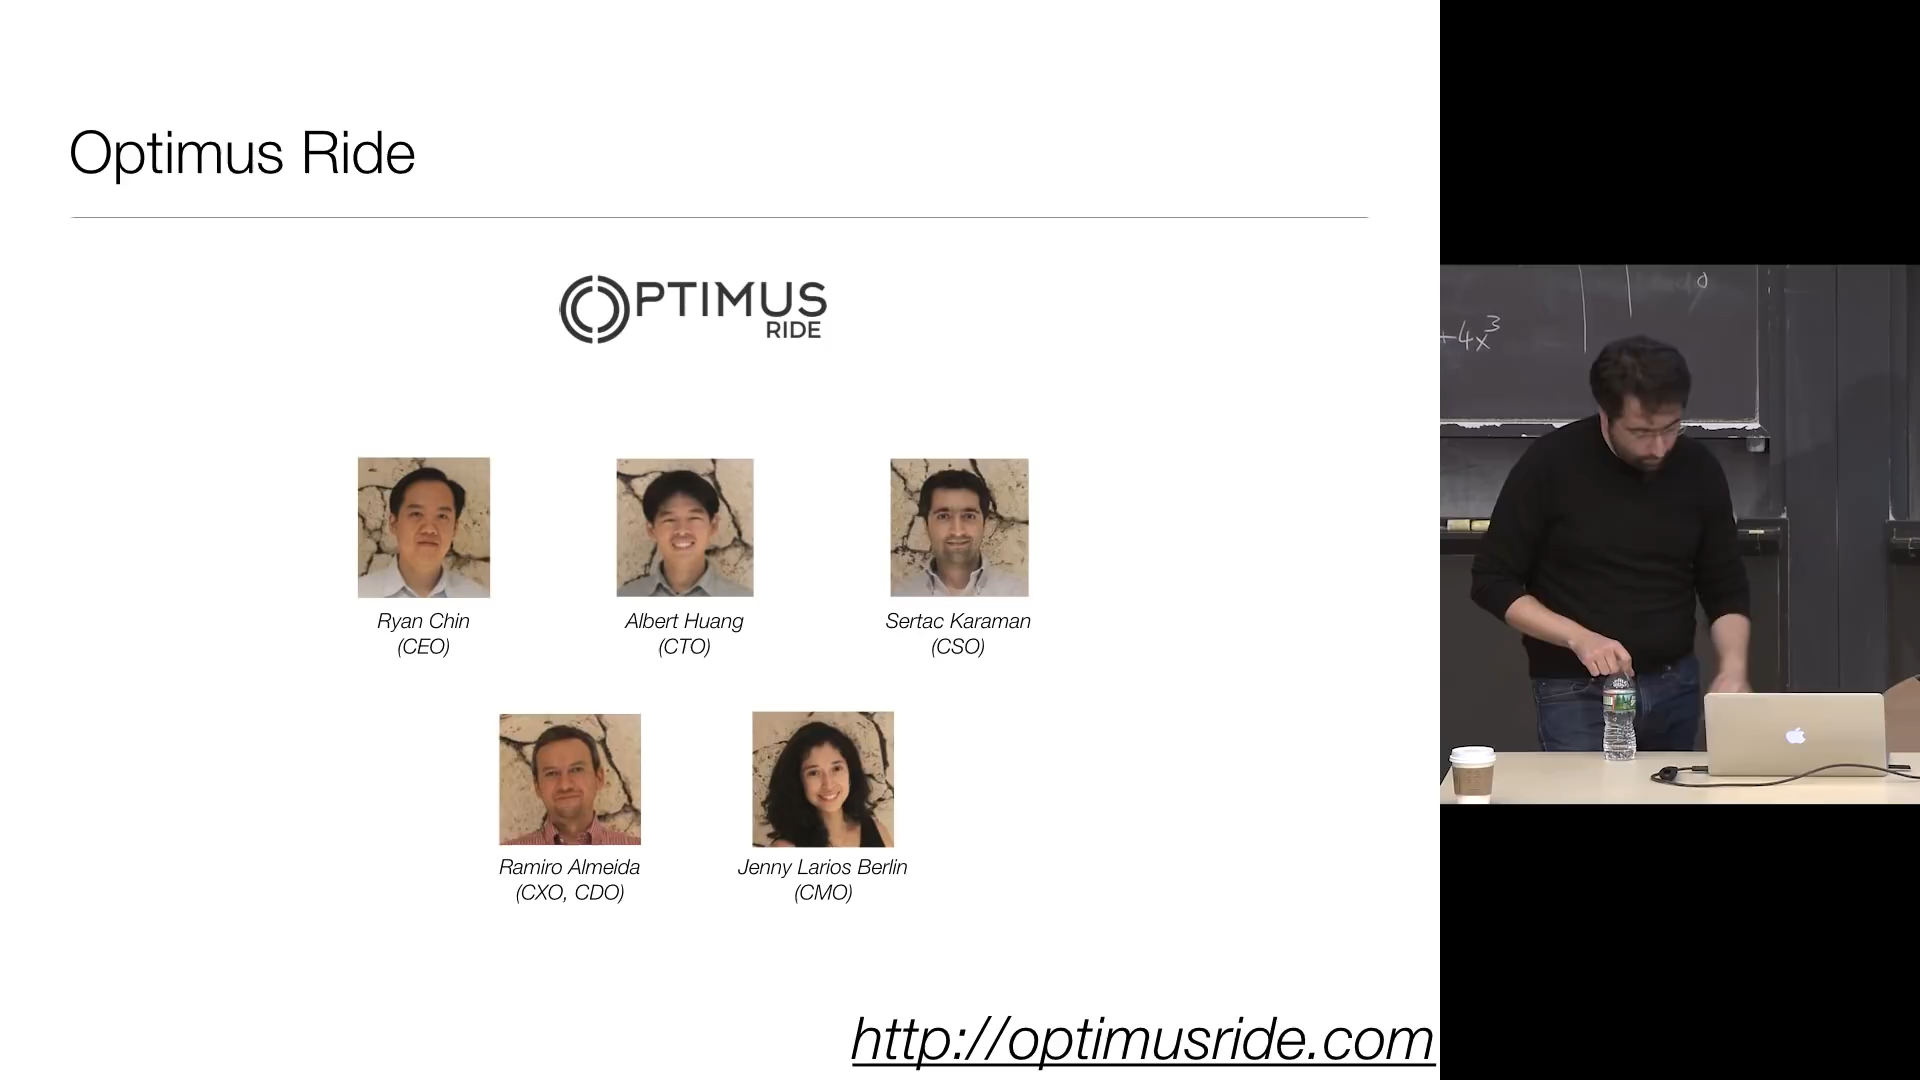 Optimus Ride
OPTIMUS
RIDE
Ryan Chin
(CEO)
Albert Huang
(CTO)
Sertac Karaman
(CSO)
Ramiro Almeida
(CXO, CDO)
Jenny Larios Berlin
(CMO)
http://optimusride.com
+4x³